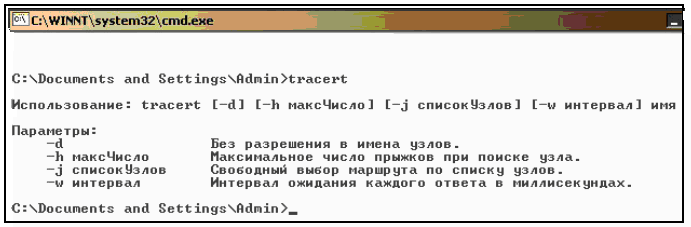 C:\WINNT\system32\cmd.exe
C:\Documents and Settings\Admin>tracert
Использование: tracert [-d] [-h максЧисло] [-j списокУзлов] [-w интервал] имя
Параметры:
-d Без разрешения в имена узлов.
-h максЧисло Максимальное число прыжков при поиске узла.
-j списокУзлов Свободный выбор маршрута по списку узлов.
-w интервал Интервал ожидания каждого ответа в миллисекундах.
C:\Documents and Settings\Admin>_